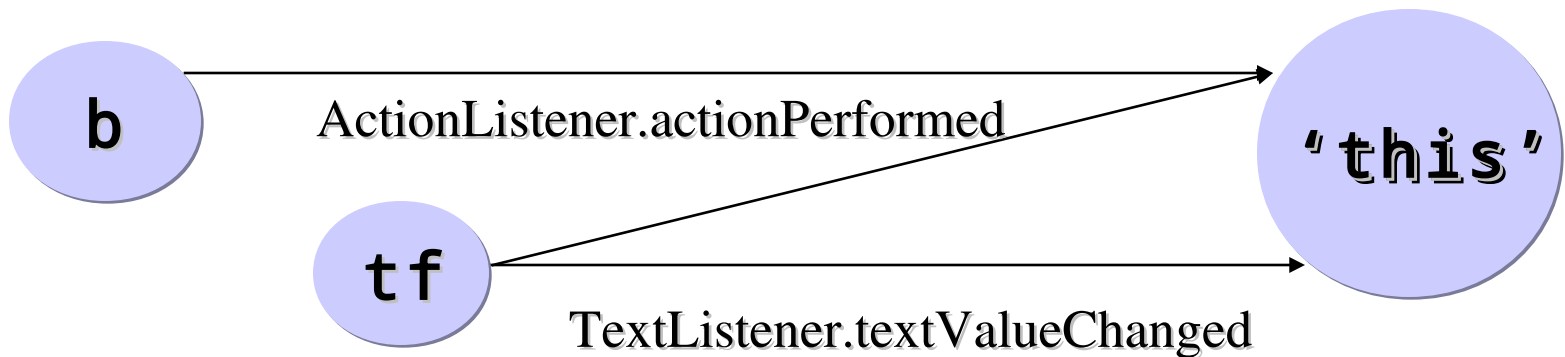 b
ActionListener.actionPerformed
‘this’
tf
TextListener.textValueChanged